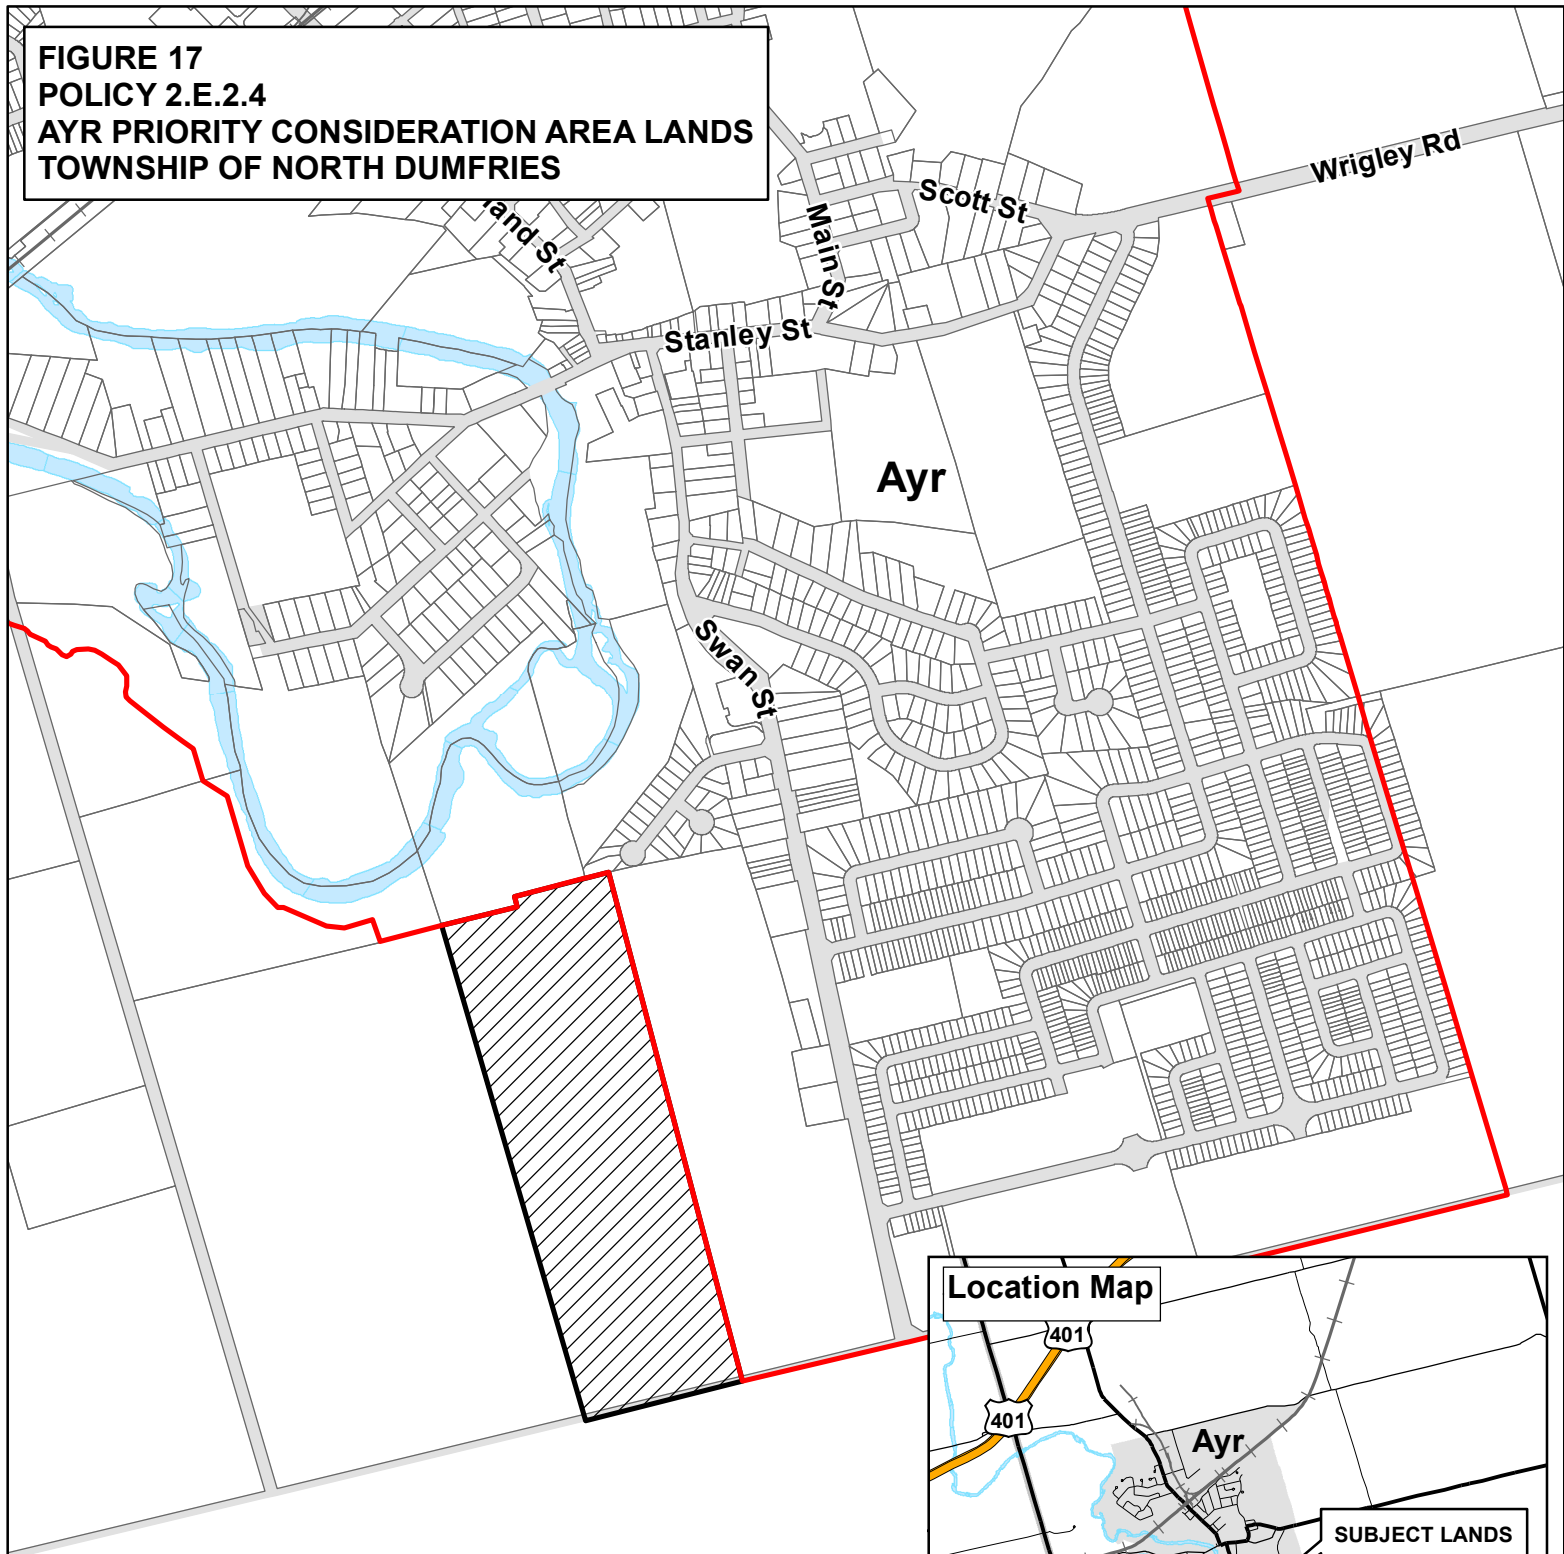 FIGURE 17
POLICY 2.E.2.4
AYR PRIORITY CONSIDERATION AREA LANDS
TOWNSHIP OF NORTH DUMFRIES
Wrigley Rd
Scott St
Main St
St
Stanley St
Ayr
Swan St
Location Map
401
401
Ayr
SUBJECT LANDS